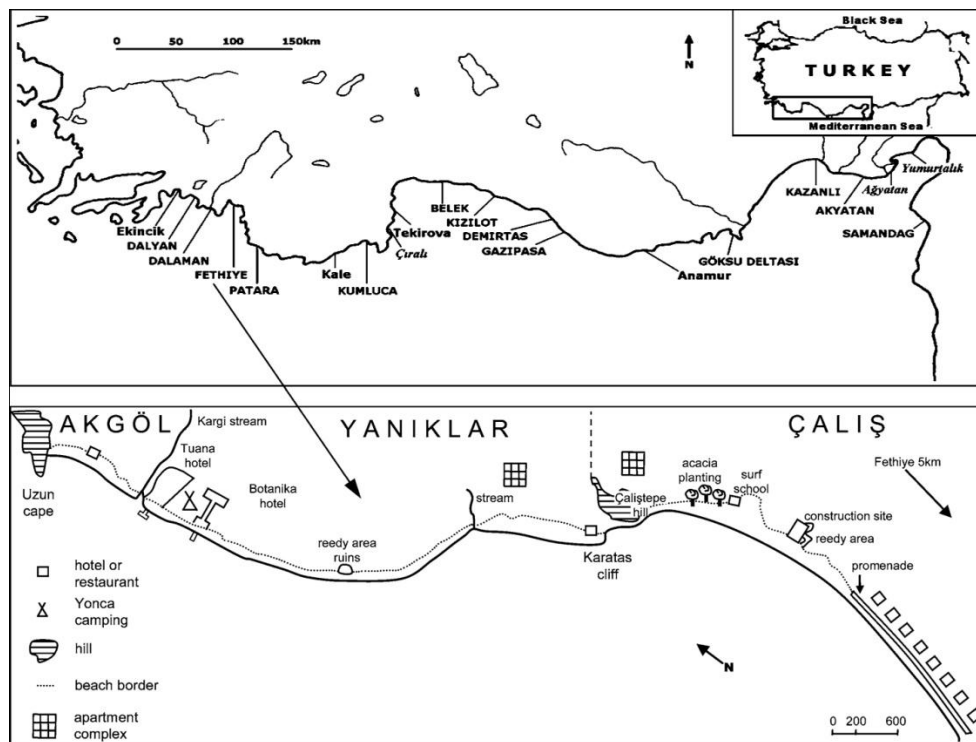 0 50 100 150km
N
Black Sea
TURKEY
Mediterranean Sea
Ekincik
DALYAN
DALAMAN
FETHIYE
PATARA
Kale
KUMLUCA
Tekirova
Çıralı
BELEK
KIZILOT
DEMIRTAS
GAZIPASA
Anamur
GÖKSU DELTASI
KAZANLI
AKYATAN
Ağyatan
Yumurtalık
SAMANDAG
AKGÖL
YANIKLAR
ÇALIŞ
Kargi stream
Tuana
hotel
Botanika
hotel
Uzun
cape
reedy area
ruins
stream
Çaliştepe
hill
Karatas
cliff
acacia
planting
surf
school
Fethiye 5km
construction site
reedy area
promenade
hotel or
restaurant
Yonca
camping
hill
beach border
apartment
complex
N
0 200 600